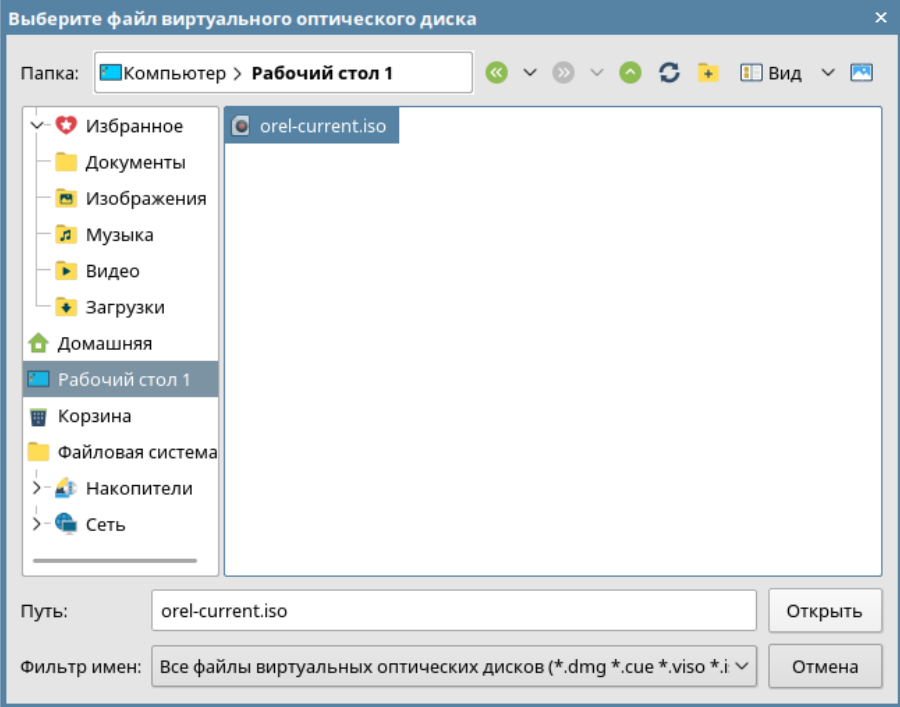 Выберите файл виртуального оптического диска
Папка: Компьютер > Рабочий стол 1 Вид
Избранное
orel-current.iso
Документы
Изображения
Музыка
Видео
Загрузки
Домашняя
Рабочий стол 1
Корзина
Файловая система
Накопители
Сеть
Путь: orel-current.iso Открыть
Фильтр имен: Все файлы виртуальных оптических дисков (*.dmg *.cue *.viso *.i Отмена